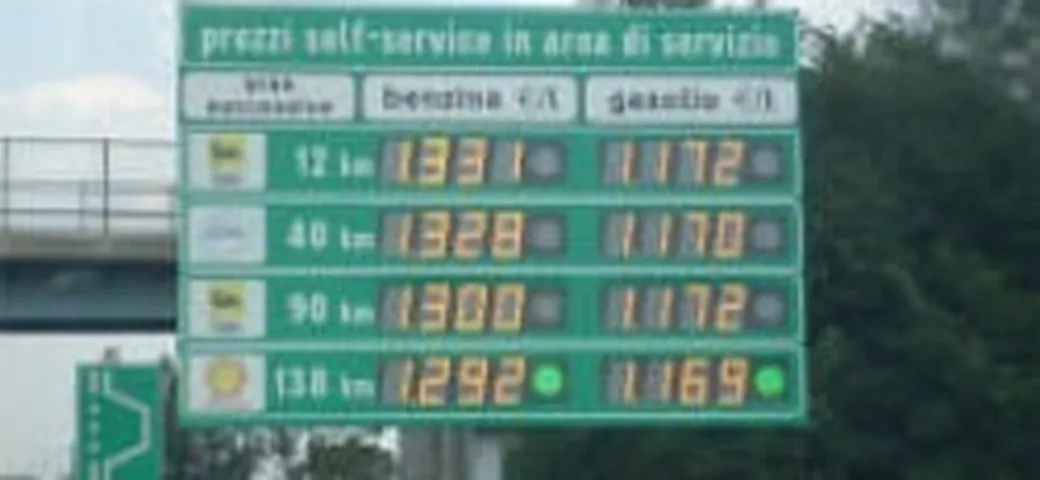 prezzi self-service in area di servizio
benzina €/l gasolio €/l
12 km 1331 1172
40 km 1328 1170
90 km 1300 1172
138 km 1292 1169